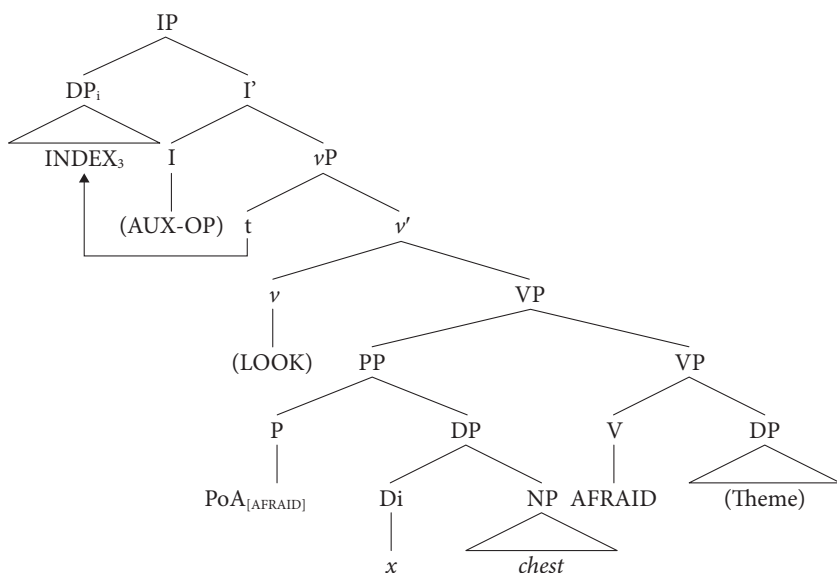 IP
DPᵢ I’
INDEX₃ I vP
(AUX-OP) t v′
v VP
(LOOK) PP VP
P DP V DP
PoA[AFRAID] Di NP AFRAID (Theme)
x chest